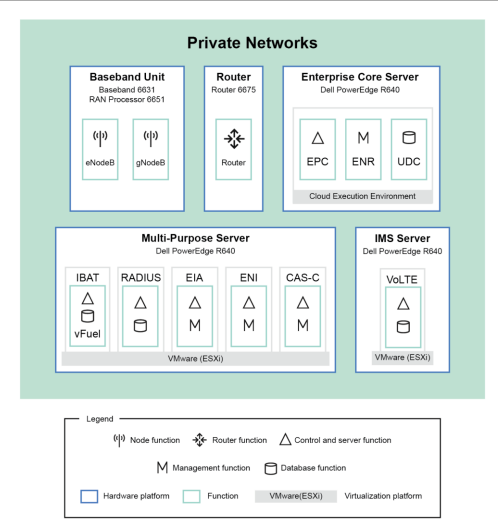 Private Networks
Baseband Unit
Baseband 6631
RAN Processor 6651
eNodeB
gNodeB
Router
Router 6675
Router
Enterprise Core Server
Dell PowerEdge R640
EPC
ENR
UDC
Cloud Execution Environment
Multi-Purpose Server
Dell PowerEdge R640
IBAT
RADIUS
EIA
ENI
CAS-C
vFuel
VMware (ESXi)
IMS Server
Dell PowerEdge R640
VoLTE
VMware (ESXi)
Legend
Node function
Router function
Control and server function
Management function
Database function
Hardware platform
Function
VMware(ESXi)
Virtualization platform